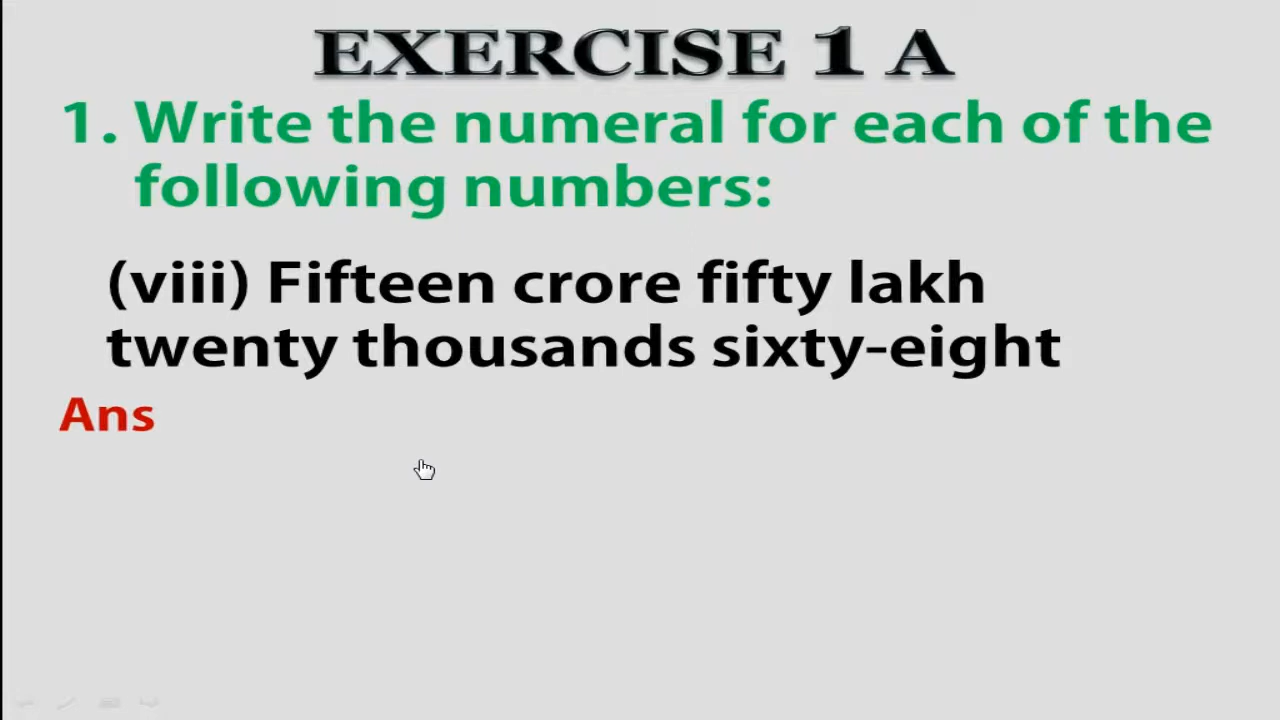 EXERCISE 1 A
1. Write the numeral for each of the
following numbers:
(viii) Fifteen crore fifty lakh
twenty thousands sixty-eight
Ans